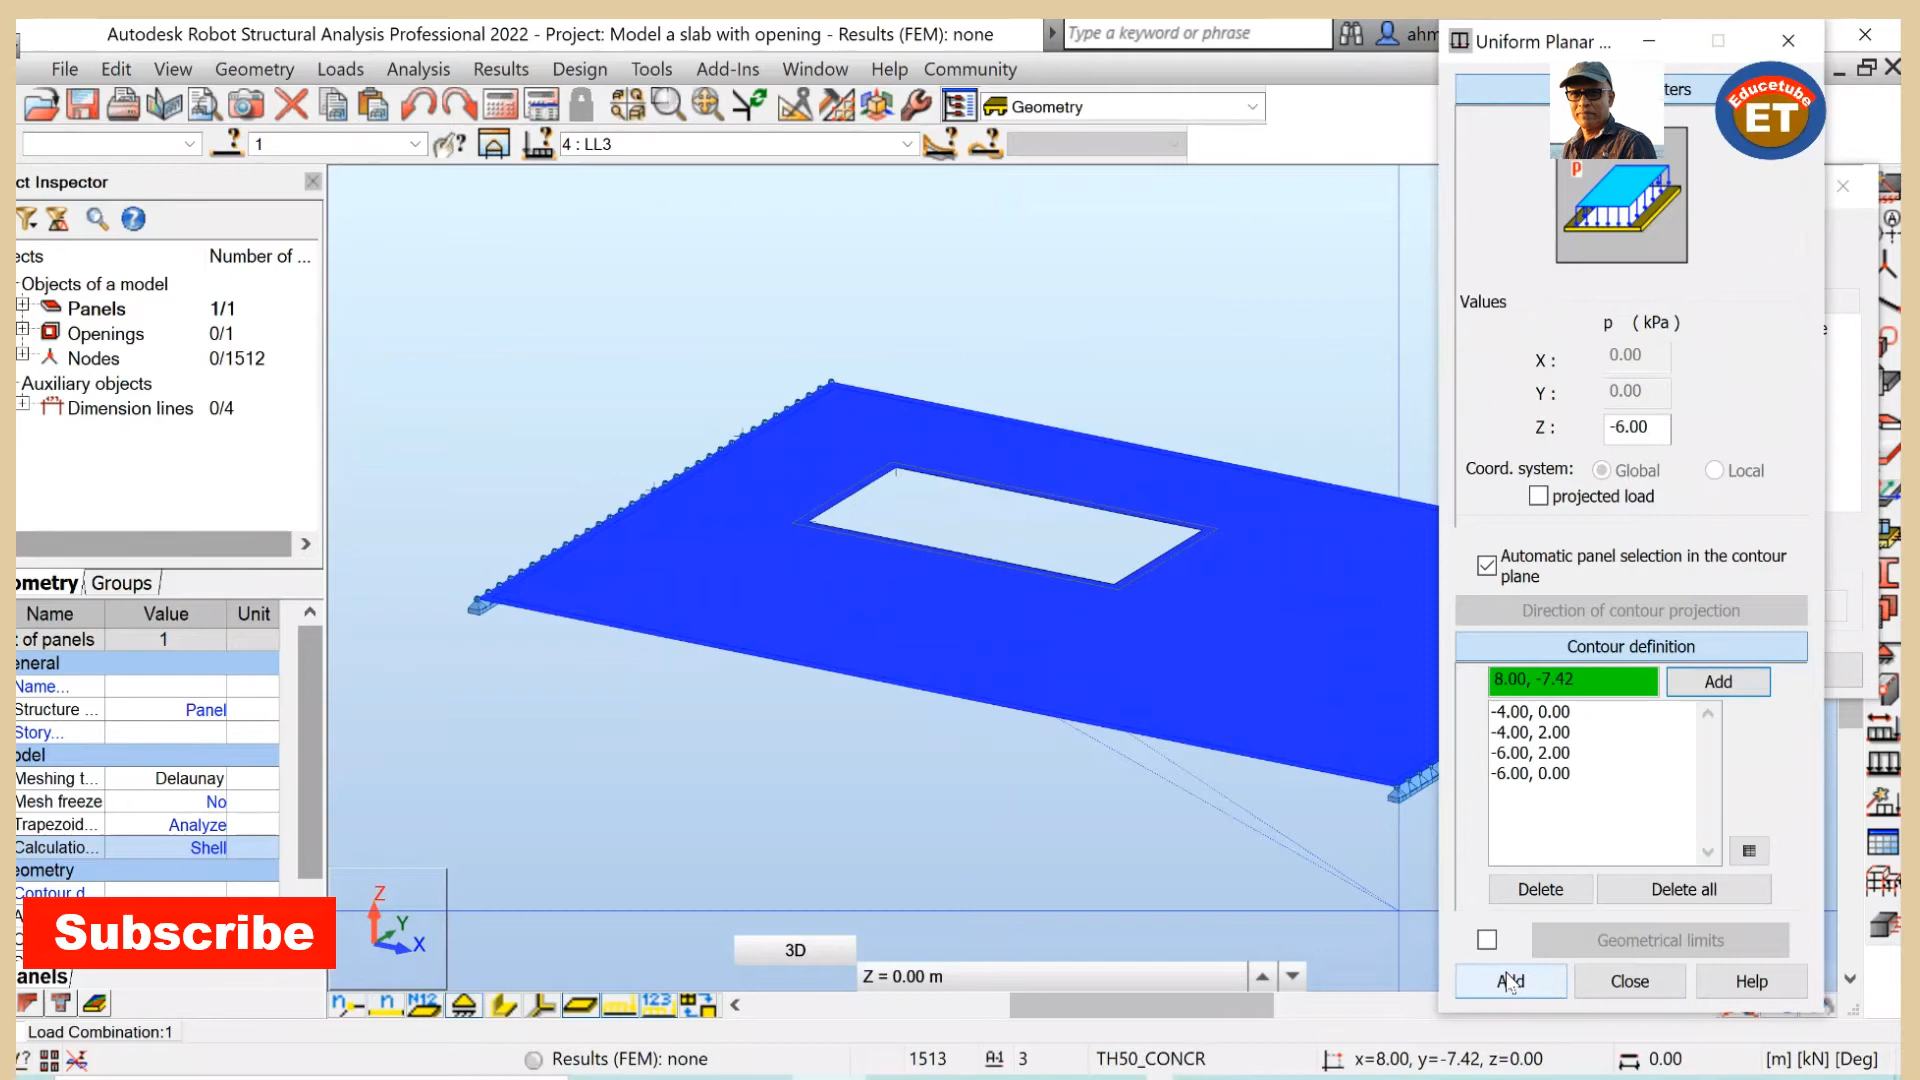 Autodesk Robot Structural Analysis Professional 2022 - Project: Model a slab with opening - Results (FEM): none
Type a keyword or phrase
ahm
Uniform Planar ...
File Edit View Geometry Loads Analysis Results Design Tools Add-Ins Window Help Community
ters
Educetube
ET
Geometry
1
4 : LL3
ct Inspector
ects Number of ...
Objects of a model
Panels 1/1
Openings 0/1
Nodes 0/1512
Auxiliary objects
Dimension lines 0/4
ometry Groups
Name Value Unit
t of panels 1
eneral
Name...
Structure ... Panel
Story...
odel
Meshing t... Delaunay
Mesh freeze No
Trapezoid... Analyze
Calculatio... Shell
eometry
Contour d
Subscribe
anels
Z
Y
X
3D
Z = 0.00 m
p
Values
p (kPa)
X : 0.00
Y : 0.00
Z : -6.00
Coord. system: Global Local
projected load
Automatic panel selection in the contour
plane
Direction of contour projection
Contour definition
8.00, -7.42 Add
-4.00, 0.00
-4.00, 2.00
-6.00, 2.00
-6.00, 0.00
Delete Delete all
Geometrical limits
Add Close Help
Load Combination:1
Results (FEM): none 1513 3 TH50_CONCR x=8.00, y=-7.42, z=0.00 0.00 [m] [kN] [Deg]